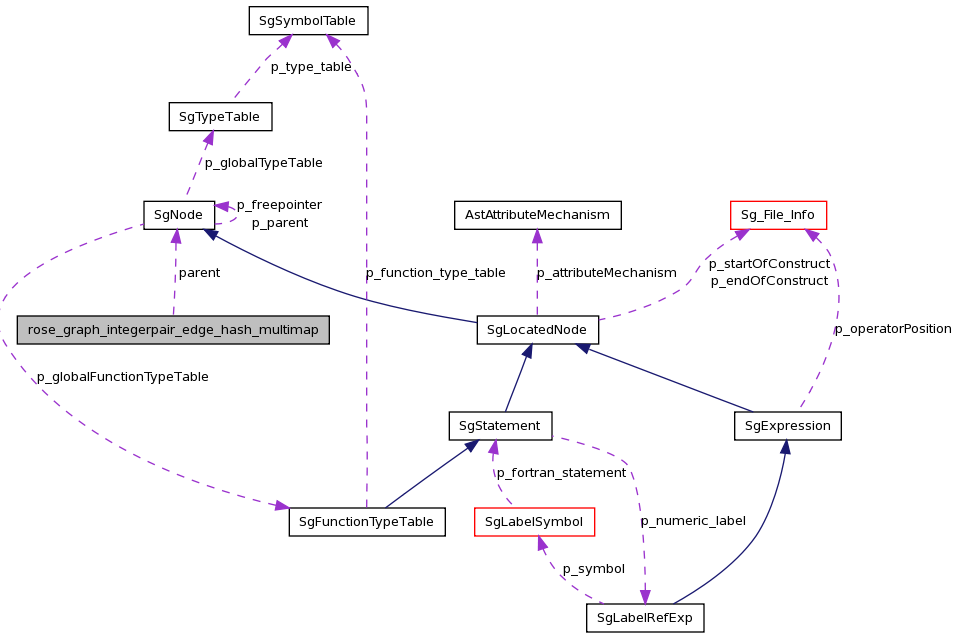 SgSymbolTable
p_type_table
SgTypeTable
p_globalTypeTable
SgNode
p_freepointer
p_parent
AstAttributeMechanism
Sg_File_Info
parent
p_function_type_table
p_attributeMechanism
p_startOfConstruct
p_endOfConstruct
rose_graph_integerpair_edge_hash_multimap
SgLocatedNode
p_operatorPosition
p_globalFunctionTypeTable
SgStatement
SgExpression
p_fortran_statement
SgFunctionTypeTable
SgLabelSymbol
p_numeric_label
p_symbol
SgLabelRefExp